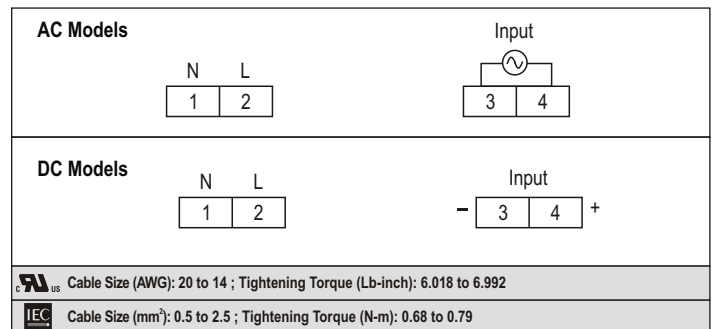 AC Models
Input
N L
1 2
3 4
DC Models
Input
N L
1 2
− 3 4 +
c RU US Cable Size (AWG): 20 to 14 ; Tightening Torque (Lb-inch): 6.018 to 6.992
IEC Cable Size (mm²): 0.5 to 2.5 ; Tightening Torque (N-m): 0.68 to 0.79